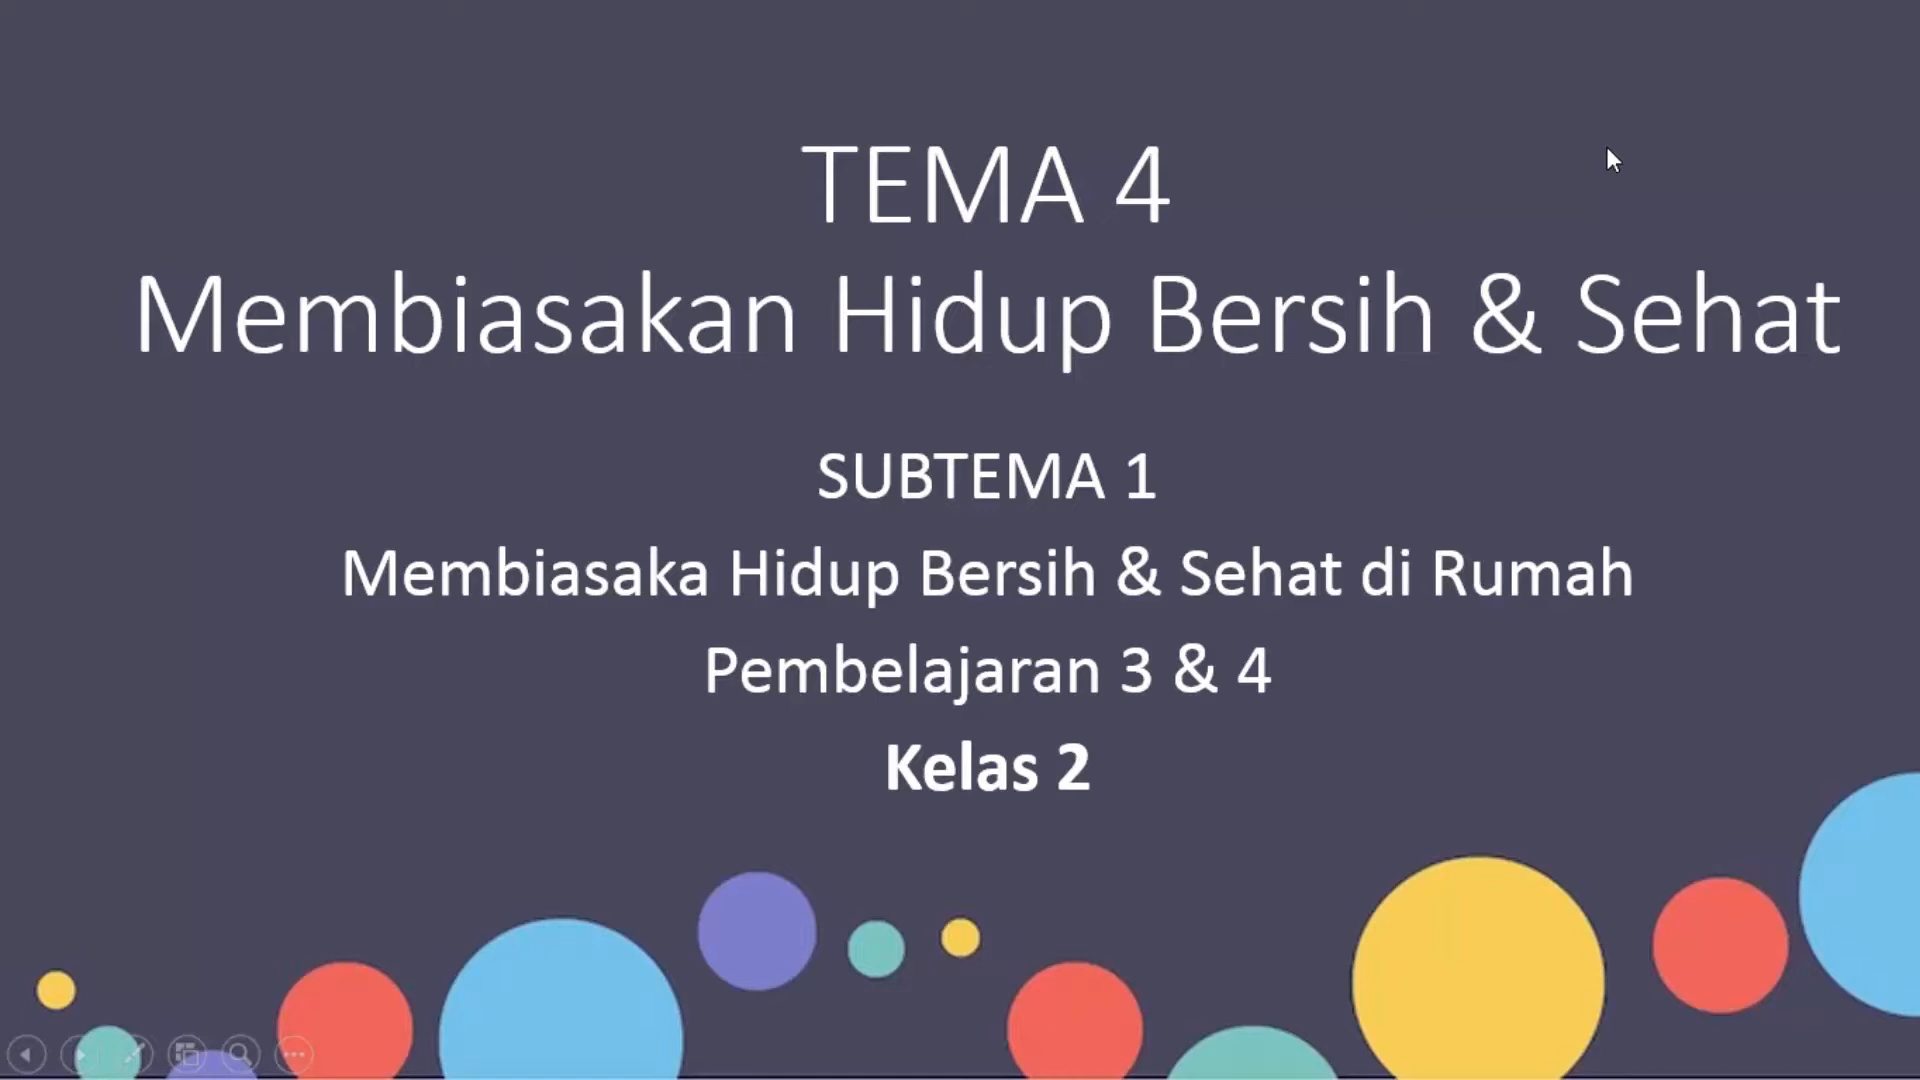 TEMA 4
Membiasakan Hidup Bersih & Sehat
SUBTEMA 1
Membiasaka Hidup Bersih & Sehat di Rumah
Pembelajaran 3 & 4
Kelas 2